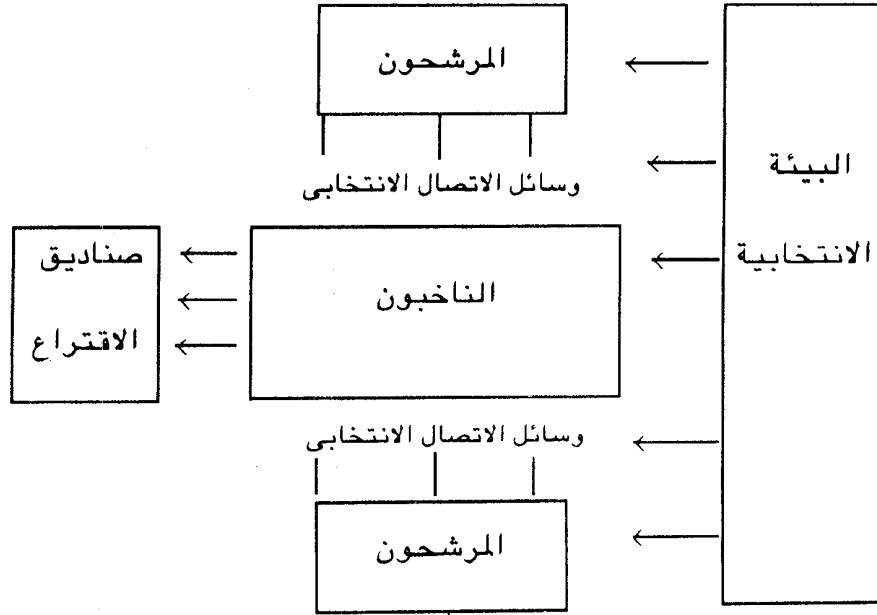 المرشحون
وسائل الاتصال الانتخابى
البيئة
الانتخابية
الناخبون
صناديق
الاقتراع
وسائل الاتصال الانتخابى
المرشحون